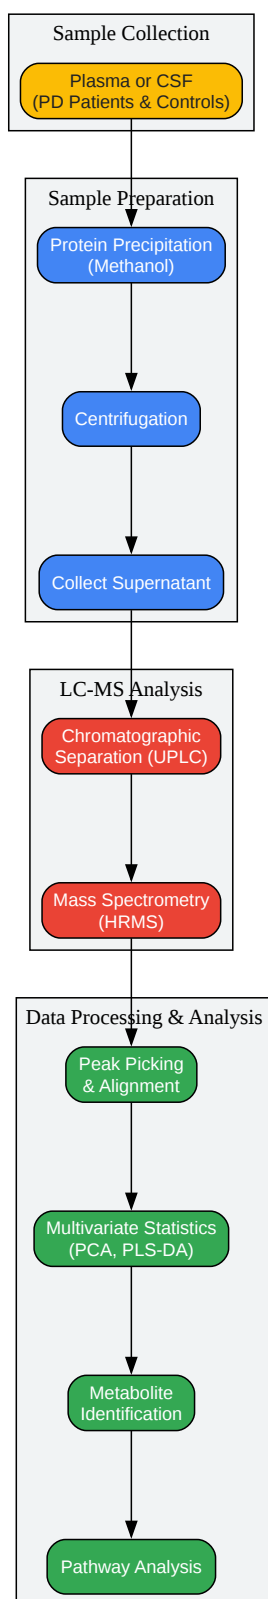 Sample Collection
Plasma or CSF
(PD Patients & Controls)
Sample Preparation
Protein Precipitation
(Methanol)
Centrifugation
Collect Supernatant
LC-MS Analysis
Chromatographic
Separation (UPLC)
Mass Spectrometry
(HRMS)
Data Processing & Analysis
Peak Picking
& Alignment
Multivariate Statistics
(PCA, PLS-DA)
Metabolite
Identification
Pathway Analysis